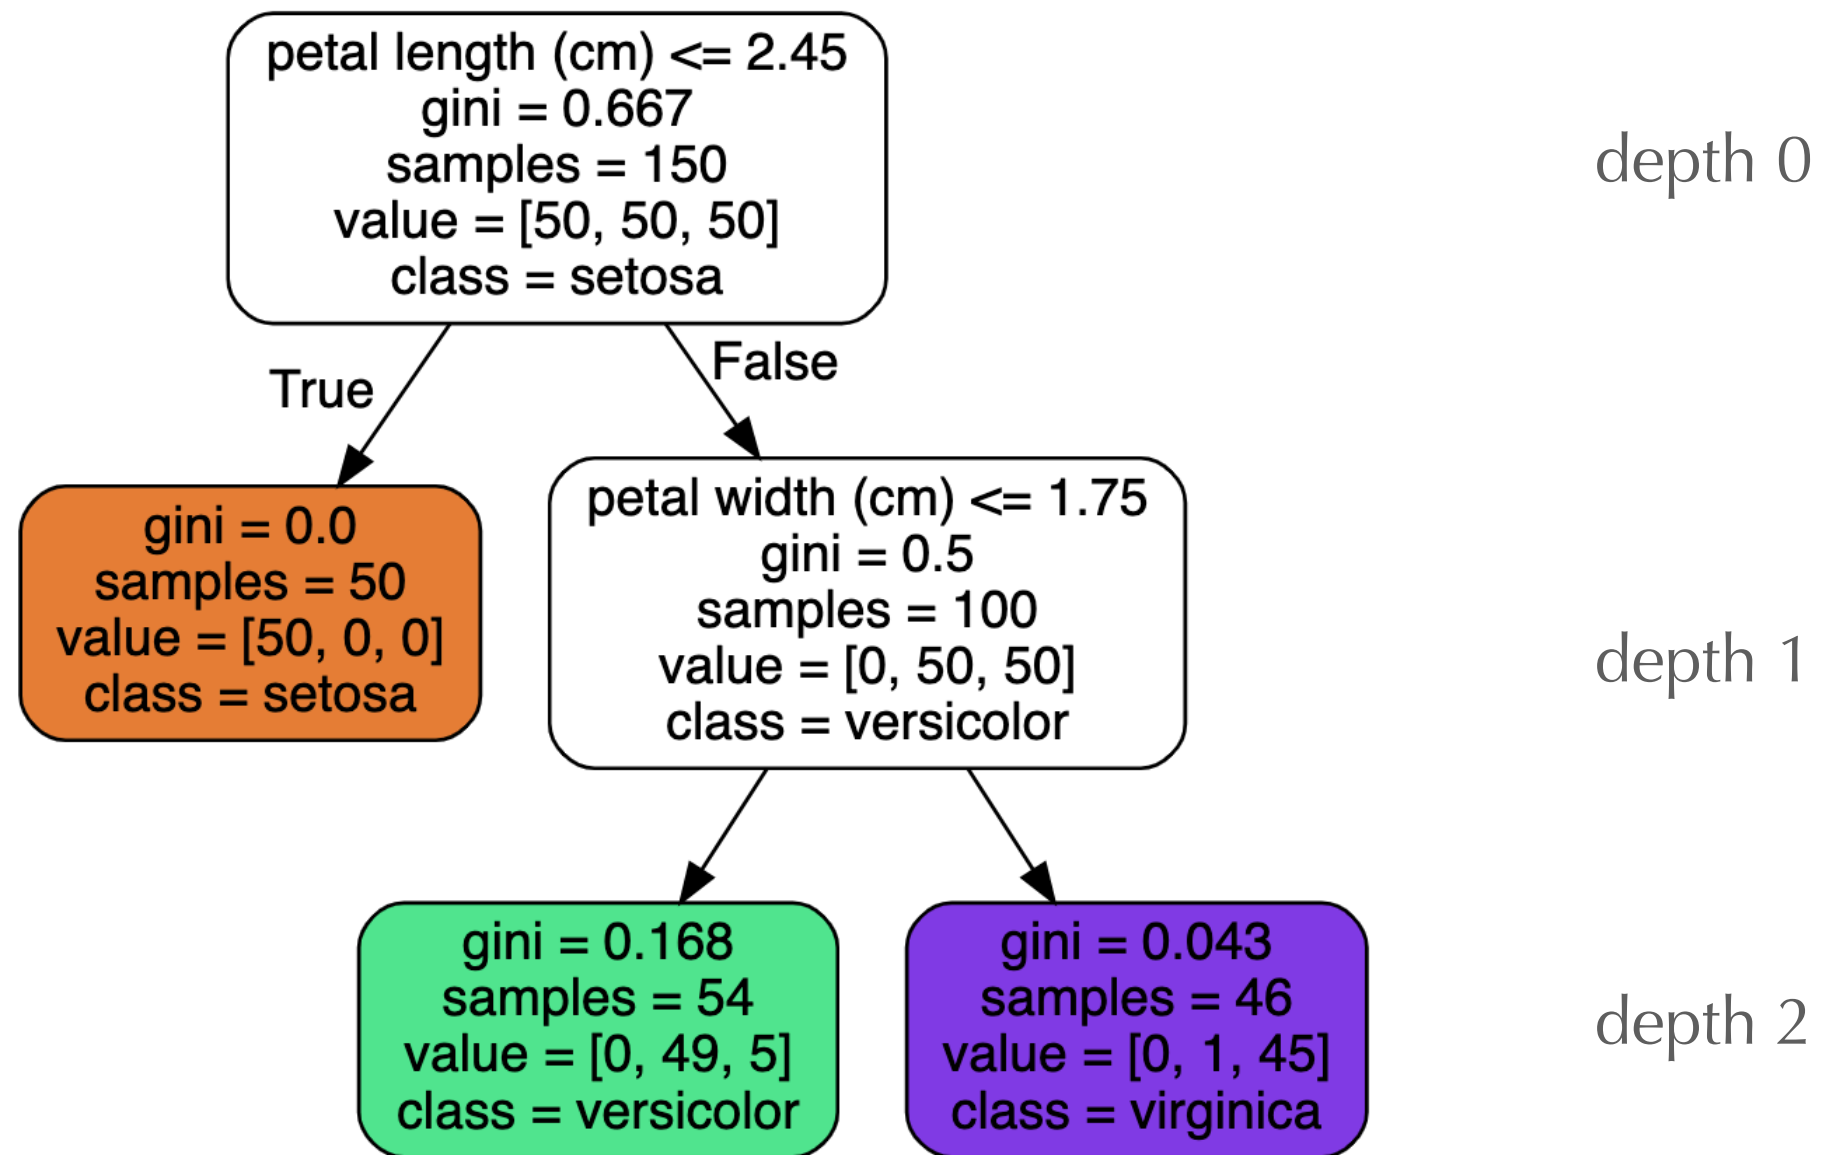 petal length (cm) <= 2.45
gini = 0.667
samples = 150
value = [50, 50, 50]
class = setosa
depth 0
True
False
gini = 0.0
samples = 50
value = [50, 0, 0]
class = setosa
petal width (cm) <= 1.75
gini = 0.5
samples = 100
value = [0, 50, 50]
class = versicolor
depth 1
gini = 0.168
samples = 54
value = [0, 49, 5]
class = versicolor
gini = 0.043
samples = 46
value = [0, 1, 45]
class = virginica
depth 2